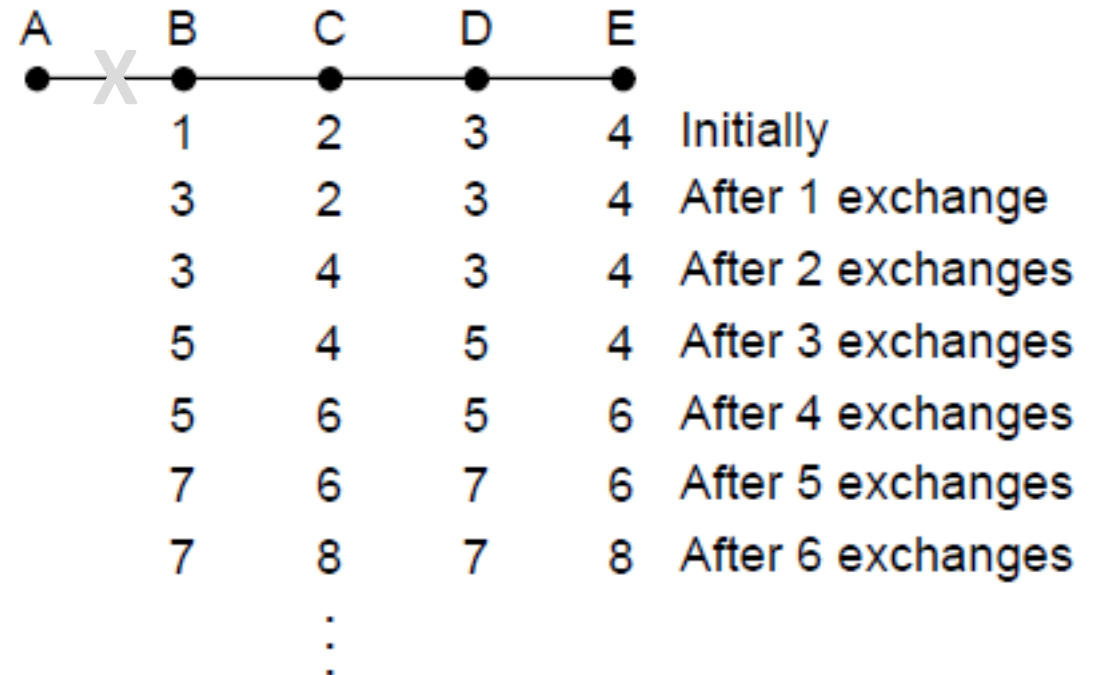 A B C D E
X
1 2 3 4 Initially
3 2 3 4 After 1 exchange
3 4 3 4 After 2 exchanges
5 4 5 4 After 3 exchanges
5 6 5 6 After 4 exchanges
7 6 7 6 After 5 exchanges
7 8 7 8 After 6 exchanges